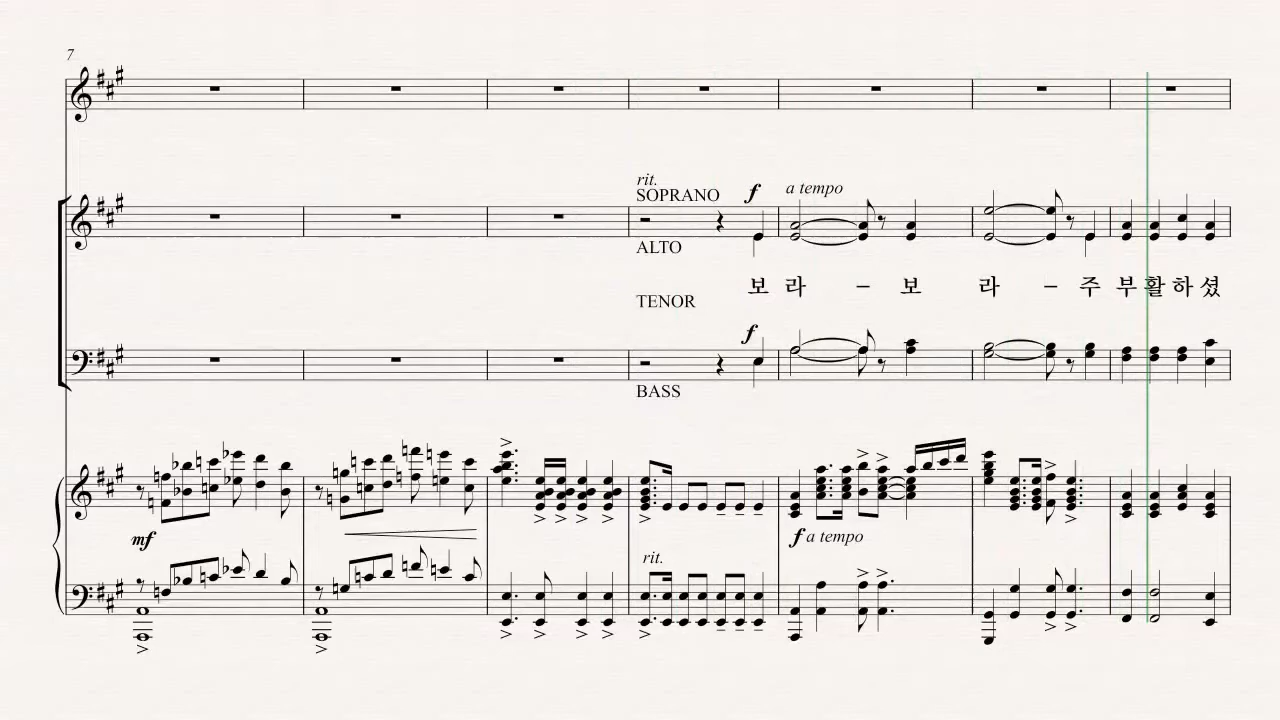 7
rit.
SOPRANO f a tempo
ALTO
보 라 – 보 라 – 주 부 활 하 셨
TENOR
f
BASS
mf f a tempo
rit.